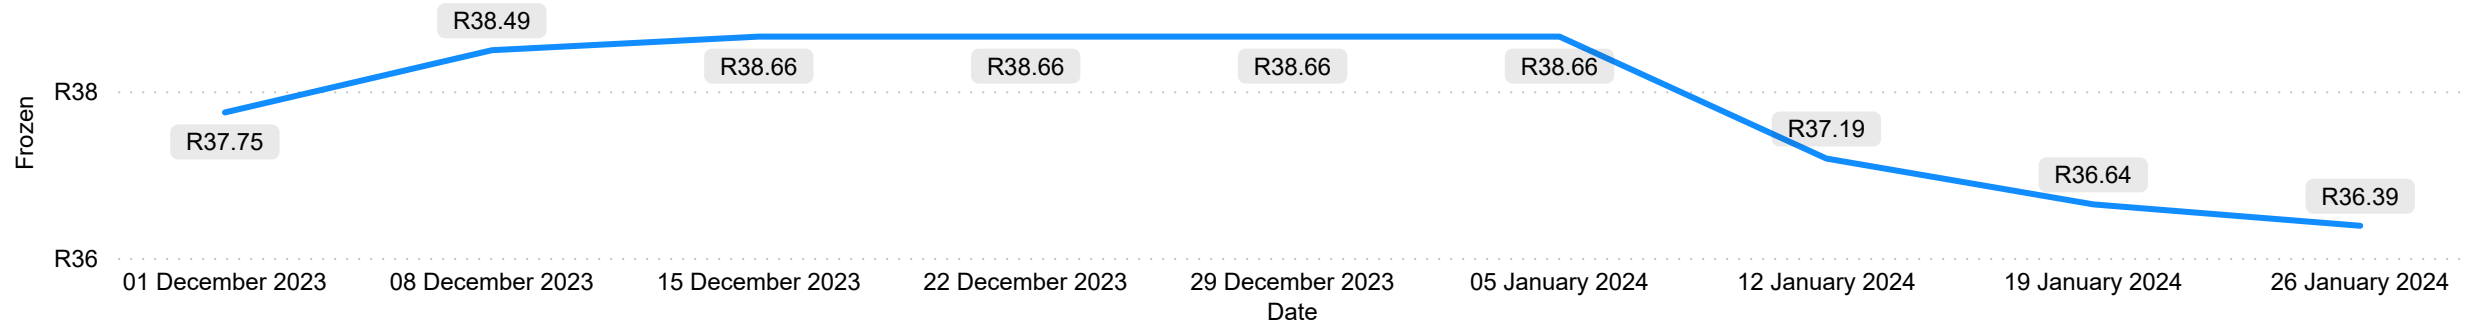 R38.49
R38.66 R38.66 R38.66 R38.66
R38
R37.19
R37.75
R36.64
R36.39
Frozen
R36
01 December 2023 08 December 2023 15 December 2023 22 December 2023 29 December 2023 05 January 2024 12 January 2024 19 January 2024 26 January 2024
Date